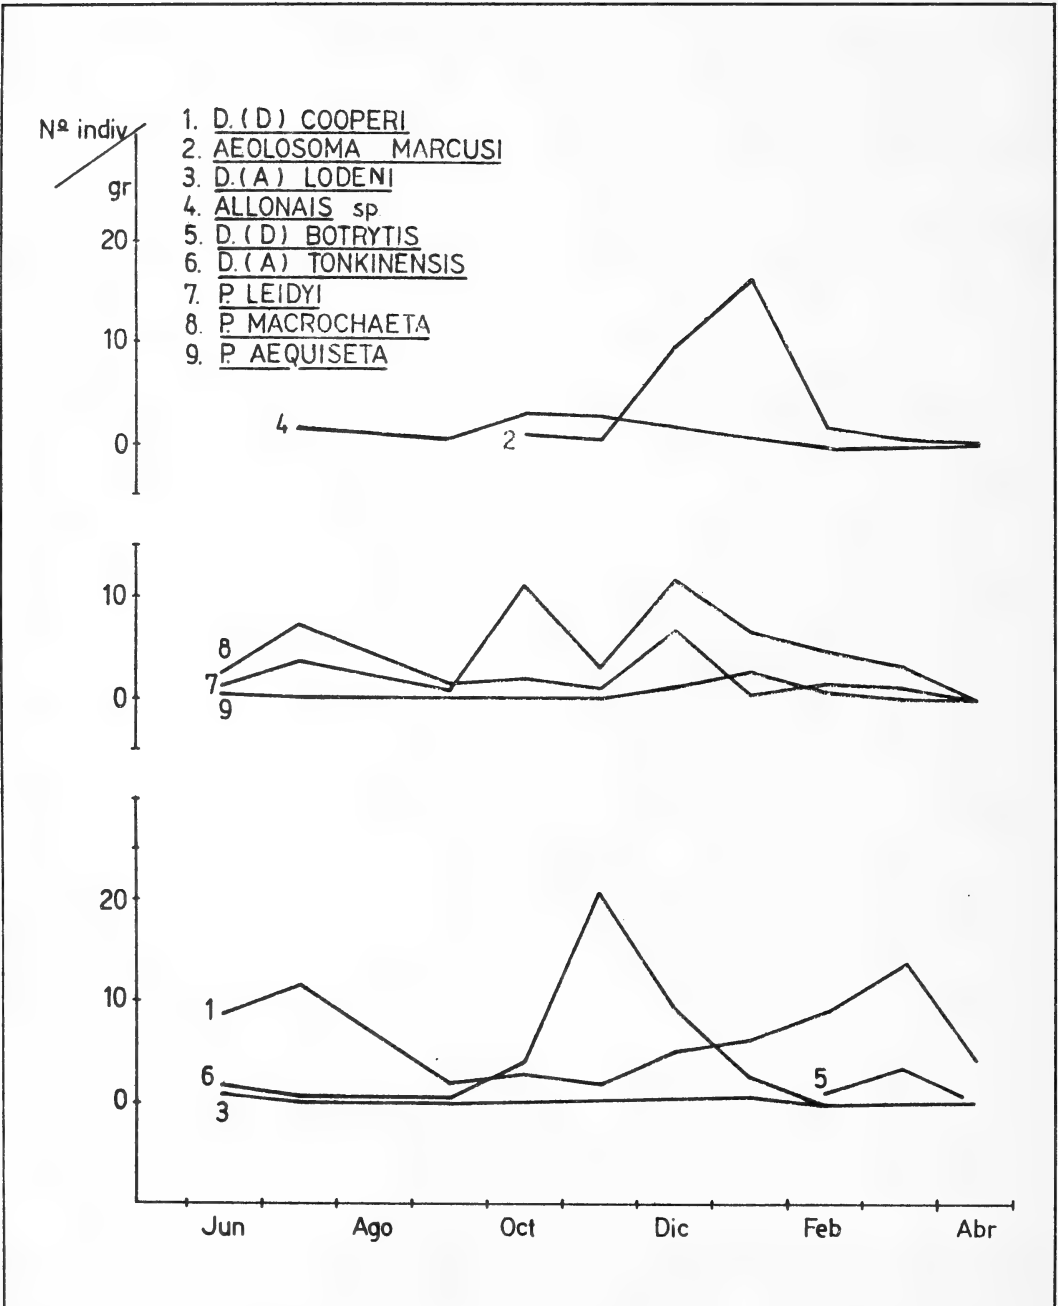 Nº indiv
gr
1. D.(D) COOPERI
2. AEOLOSOMA MARCUSI
3. D.(A) LODENI
4. ALLONAIS sp.
5. D.(D) BOTRYTIS
6. D.(A) TONKINENSIS
7. P. LEIDYI
8. P. MACROCHAETA
9. P. AEQUISETA
20
10
0
4
2
10
0
8
7
9
20
10
0
1
6
3
5
Jun Ago Oct Dic Feb Abr